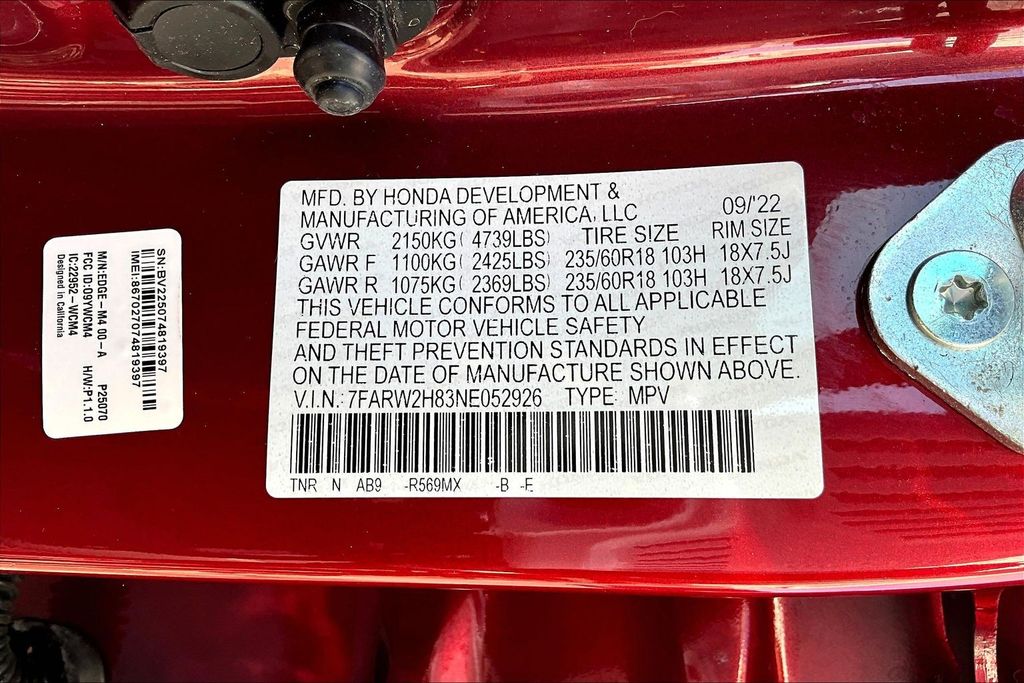 MFD. BY HONDA DEVELOPMENT &
MANUFACTURING OF AMERICA, LLC 09/'22
GVWR 2150KG( 4739LBS) TIRE SIZE RIM SIZE
GAWR F 1100KG( 2425LBS) 235/60R18 103H 18X7.5J
GAWR R 1075KG( 2369LBS) 235/60R18 103H 18X7.5J
THIS VEHICLE CONFORMS TO ALL APPLICABLE
FEDERAL MOTOR VEHICLE SAFETY
AND THEFT PREVENTION STANDARDS IN EFFECT
ON THE DATE OF MANUFACTURE SHOWN ABOVE.
V.I.N.: 7FARW2H83NE052926 TYPE: MPV
TNR N AB9 -R569MX -B -E
SN:BV225074819397
IMEI:867027074819397
M/N:EDGE-M4 00-A P25070
FCC ID:O9YWCM4 H/W:P1.1.0
IC:22952-WCM4
Designed in California